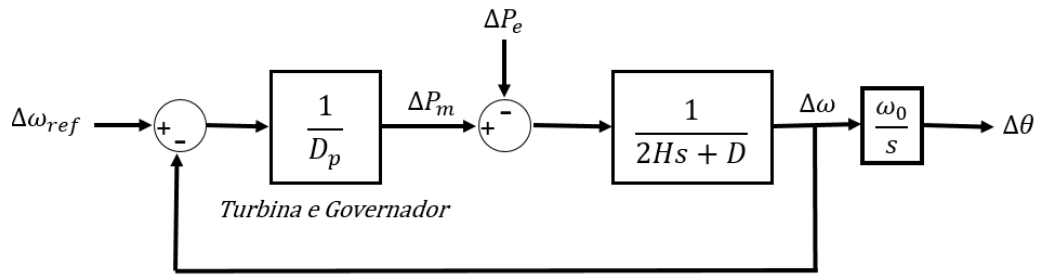 ΔP_e
Δω_ref
+
-
1
D_p
ΔP_m
+
-
1
2Hs + D
Δω
ω_0
s
Δθ
Turbina e Governador